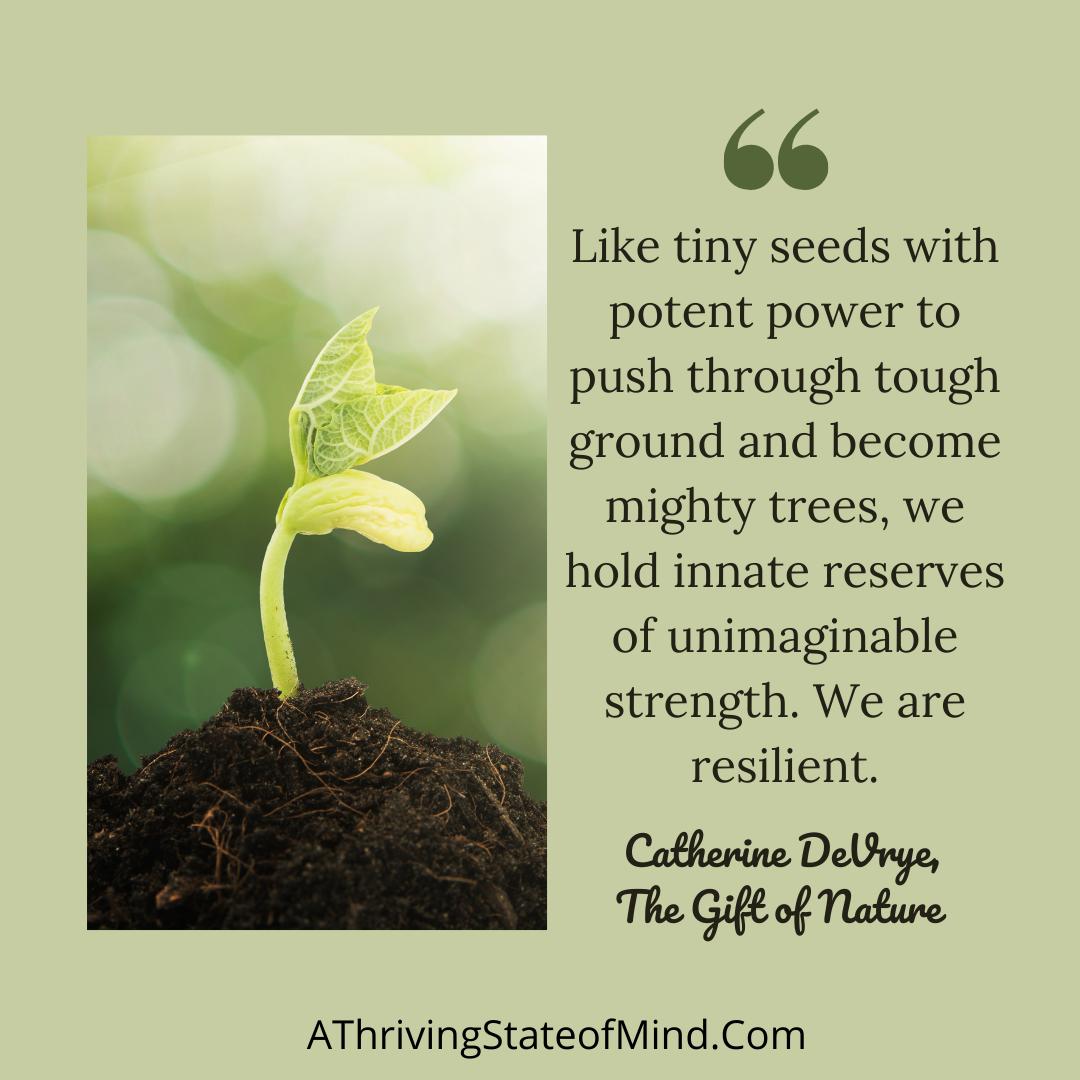 “
Like tiny seeds with
potent power to
push through tough
ground and become
mighty trees, we
hold innate reserves
of unimaginable
strength. We are
resilient.
Catherine DeVrye,
The Gift of Nature
AThrivingStateofMind.Com